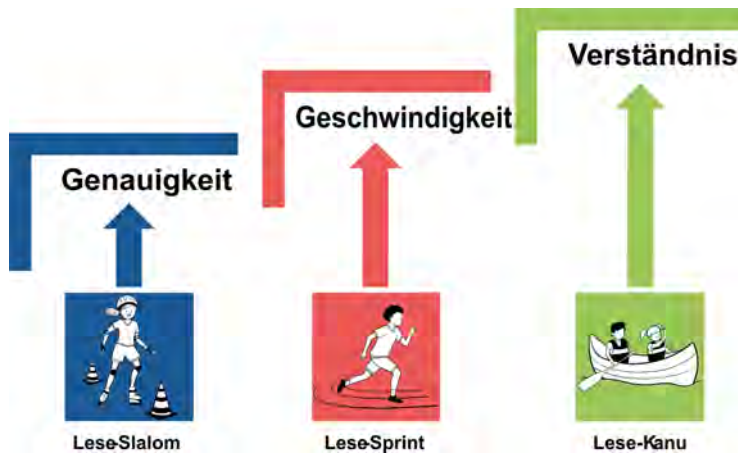 Verständnis
Geschwindigkeit
Genauigkeit
Lese-Slalom
Lese-Sprint
Lese-Kanu